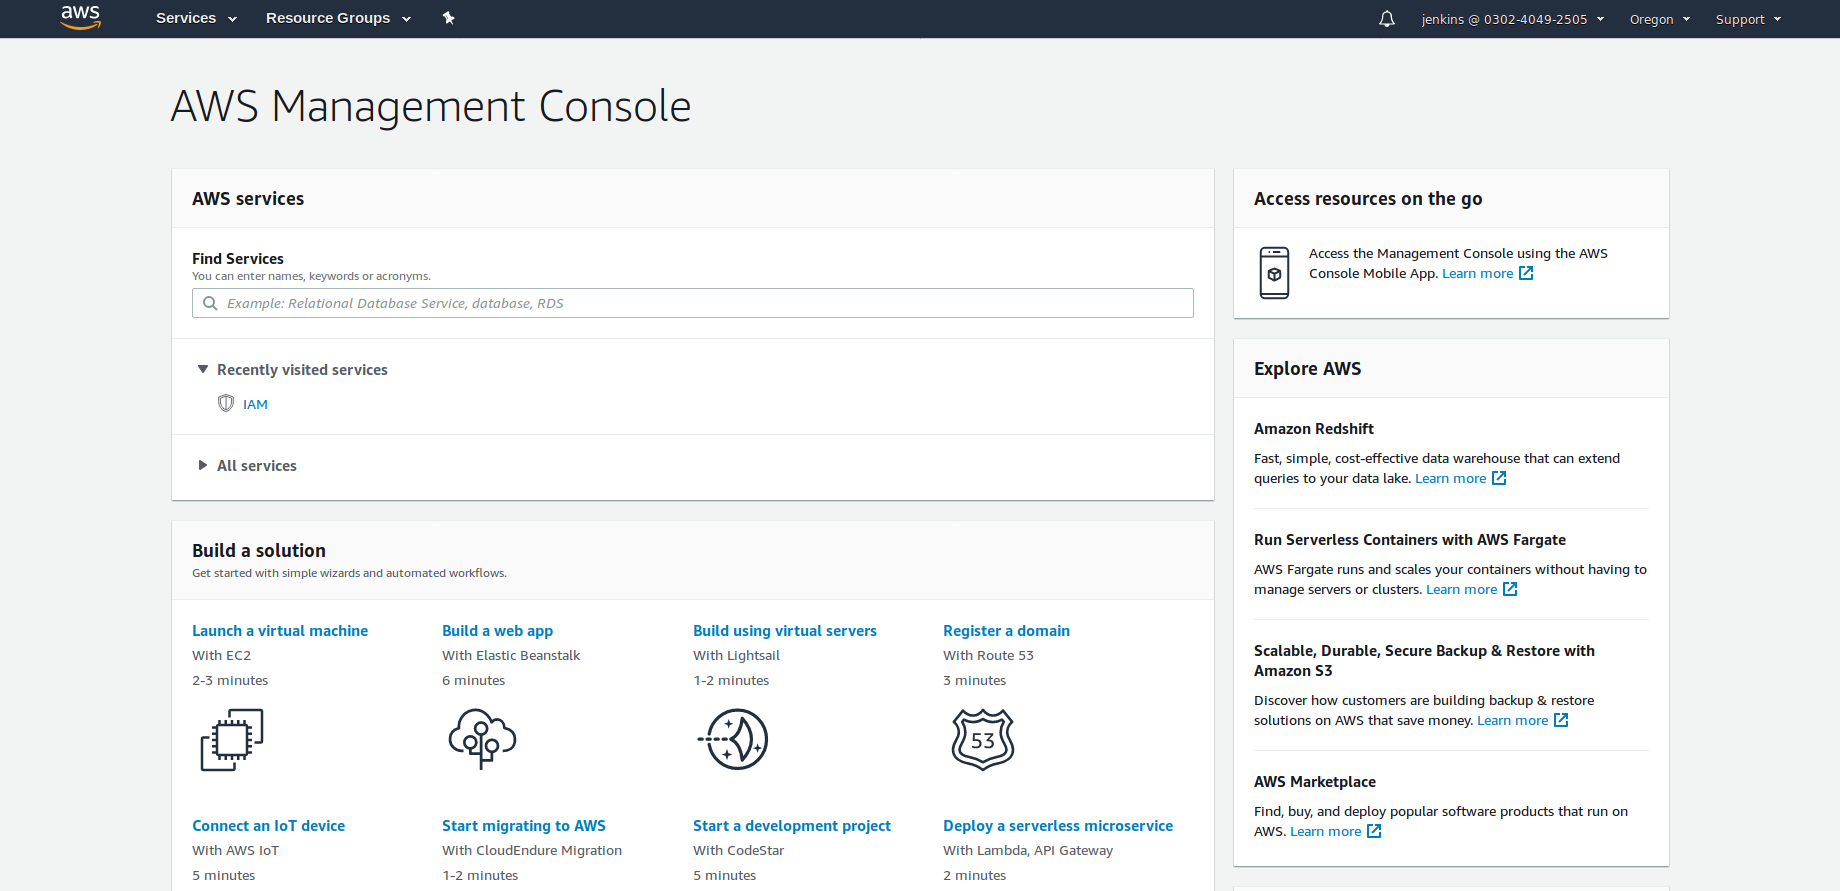 aws
Services
Resource Groups
jenkins @ 0302-4049-2505
Oregon
Support
AWS Management Console
AWS services
Find Services
You can enter names, keywords or acronyms.
Example: Relational Database Service, database, RDS
Recently visited services
IAM
All services
Build a solution
Get started with simple wizards and automated workflows.
Launch a virtual machine
With EC2
2-3 minutes
Build a web app
With Elastic Beanstalk
6 minutes
Build using virtual servers
With Lightsail
1-2 minutes
Register a domain
With Route 53
3 minutes
53
Connect an IoT device
With AWS IoT
5 minutes
Start migrating to AWS
With CloudEndure Migration
1-2 minutes
Start a development project
With CodeStar
5 minutes
Deploy a serverless microservice
With Lambda, API Gateway
2 minutes
Access resources on the go
Access the Management Console using the AWS
Console Mobile App. Learn more
Explore AWS
Amazon Redshift
Fast, simple, cost-effective data warehouse that can extend
queries to your data lake. Learn more
Run Serverless Containers with AWS Fargate
AWS Fargate runs and scales your containers without having to
manage servers or clusters. Learn more
Scalable, Durable, Secure Backup & Restore with
Amazon S3
Discover how customers are building backup & restore
solutions on AWS that save money. Learn more
AWS Marketplace
Find, buy, and deploy popular software products that run on
AWS. Learn more